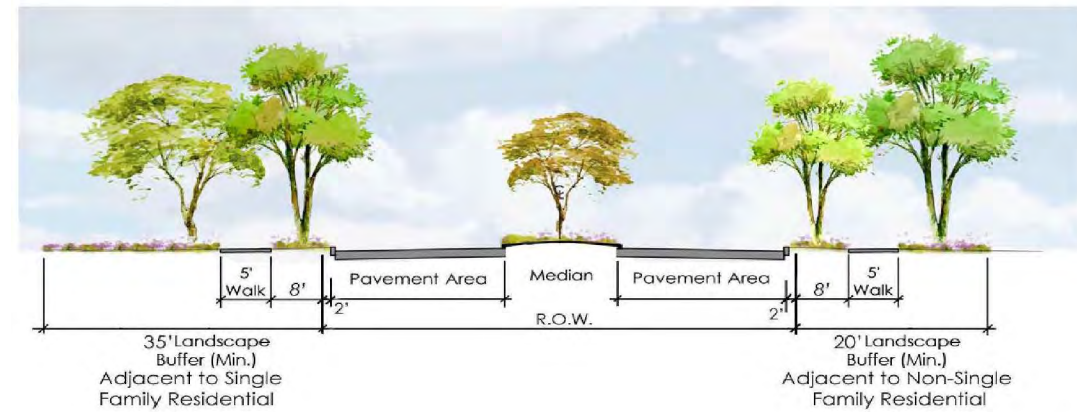 5'
Walk
8'
2'
Pavement Area
Median
Pavement Area
2'
8'
5'
Walk
R.O.W.
35' Landscape
Buffer (Min.)
Adjacent to Single
Family Residential
20' Landscape
Buffer (Min.)
Adjacent to Non-Single
Family Residential